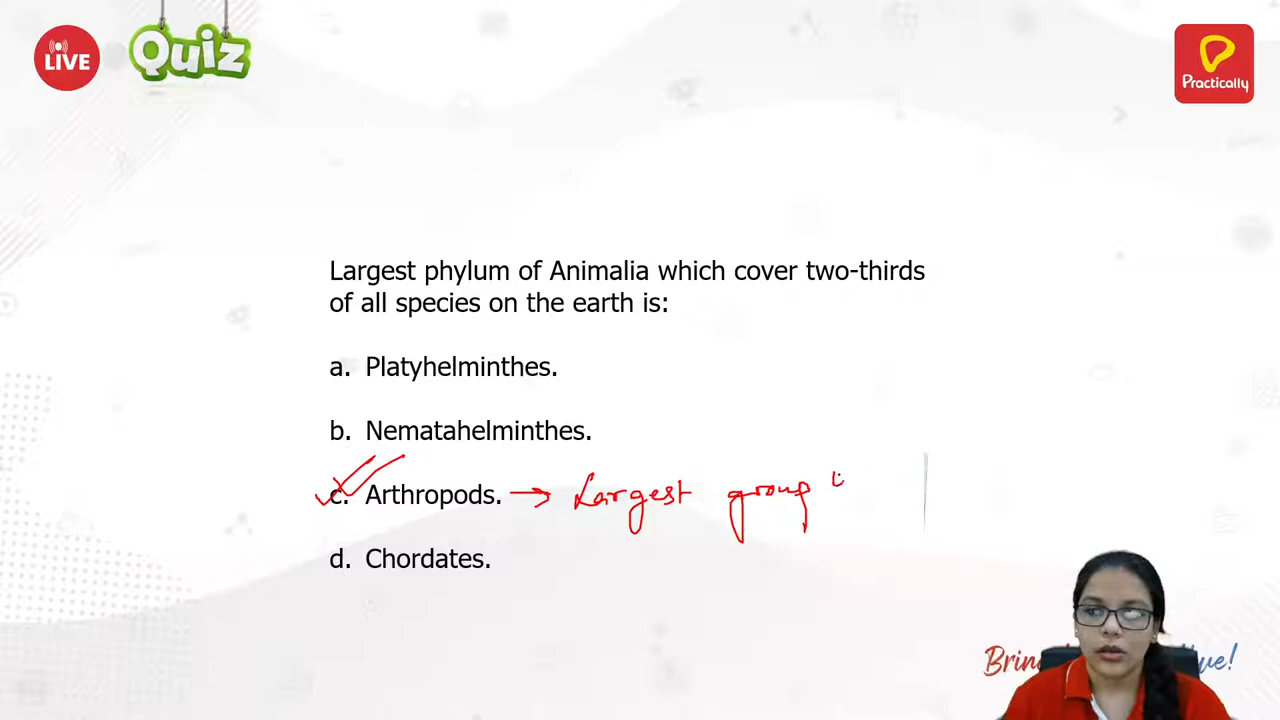 LIVE Quiz
Practically
Largest phylum of Animalia which cover two-thirds
of all species on the earth is:
a. Platyhelminthes.
b. Nematahelminthes.
c. Arthropods. → Largest group
d. Chordates.